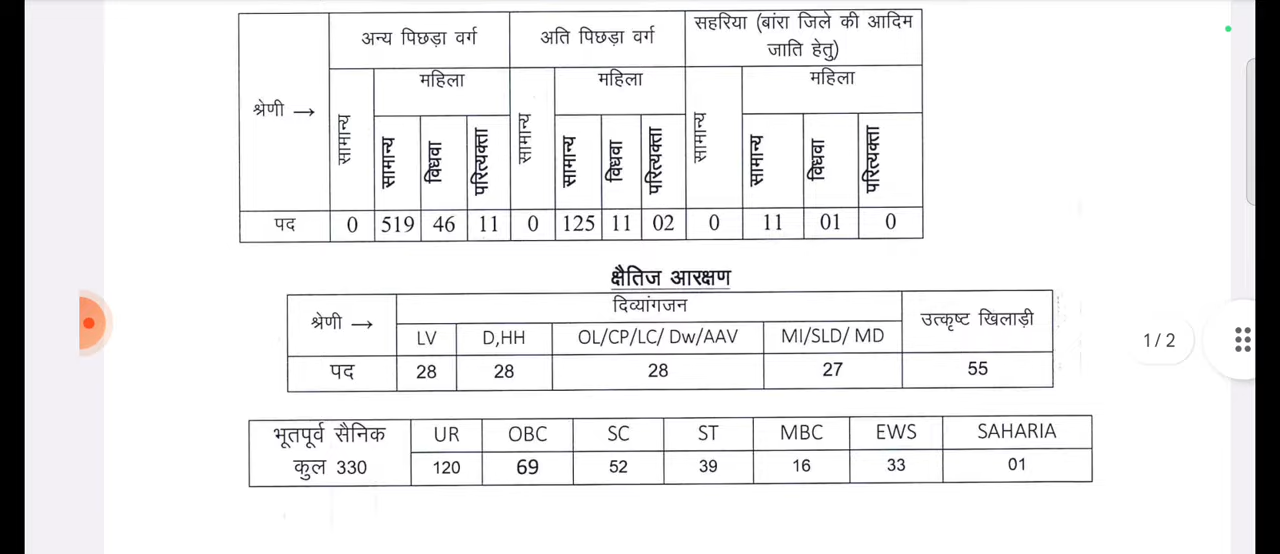 अन्य पिछड़ा वर्ग अति पिछड़ा वर्ग सहरिया (बांरा जिले की आदिम जाति हेतु)
श्रेणी → सामान्य महिला सामान्य महिला सामान्य महिला
सामान्य विधवा परित्यक्ता सामान्य विधवा परित्यक्ता सामान्य विधवा परित्यक्ता
पद 0 519 46 11 0 125 11 02 0 11 01 0
क्षैतिज आरक्षण
श्रेणी → दिव्यांगजन उत्कृष्ट खिलाड़ी
LV D,HH OL/CP/LC/ Dw/AAV MI/SLD/ MD
पद 28 28 28 27 55
1 / 2
भूतपूर्व सैनिक UR OBC SC ST MBC EWS SAHARIA
कुल 330 120 69 52 39 16 33 01